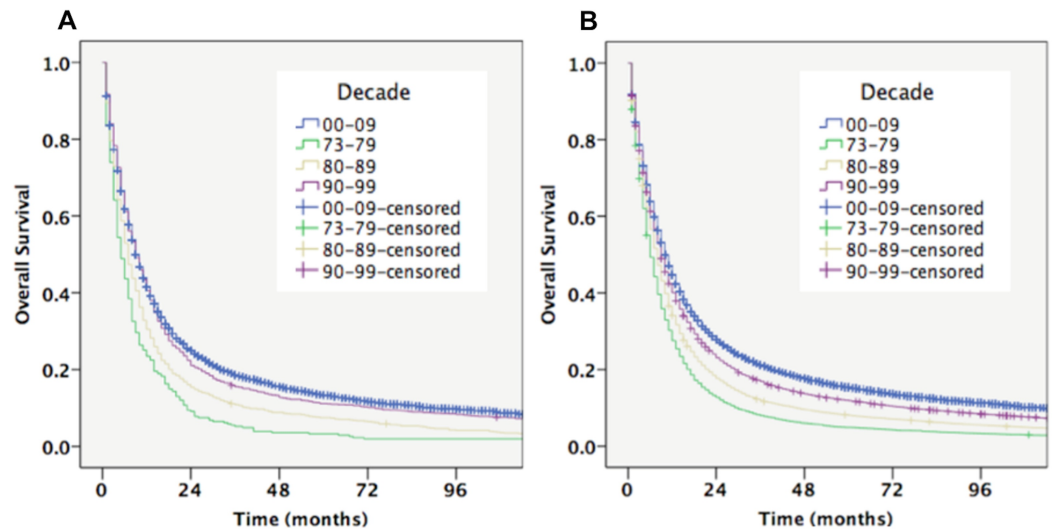 A
Overall Survival
1.0
0.8
0.6
0.4
0.2
0.0
Decade
00-09
73-79
80-89
90-99
00-09-censored
73-79-censored
80-89-censored
90-99-censored
0 24 48 72 96
Time (months)
B
Overall Survival
1.0
0.8
0.6
0.4
0.2
0.0
Decade
00-09
73-79
80-89
90-99
00-09-censored
73-79-censored
80-89-censored
90-99-censored
0 24 48 72 96
Time (months)